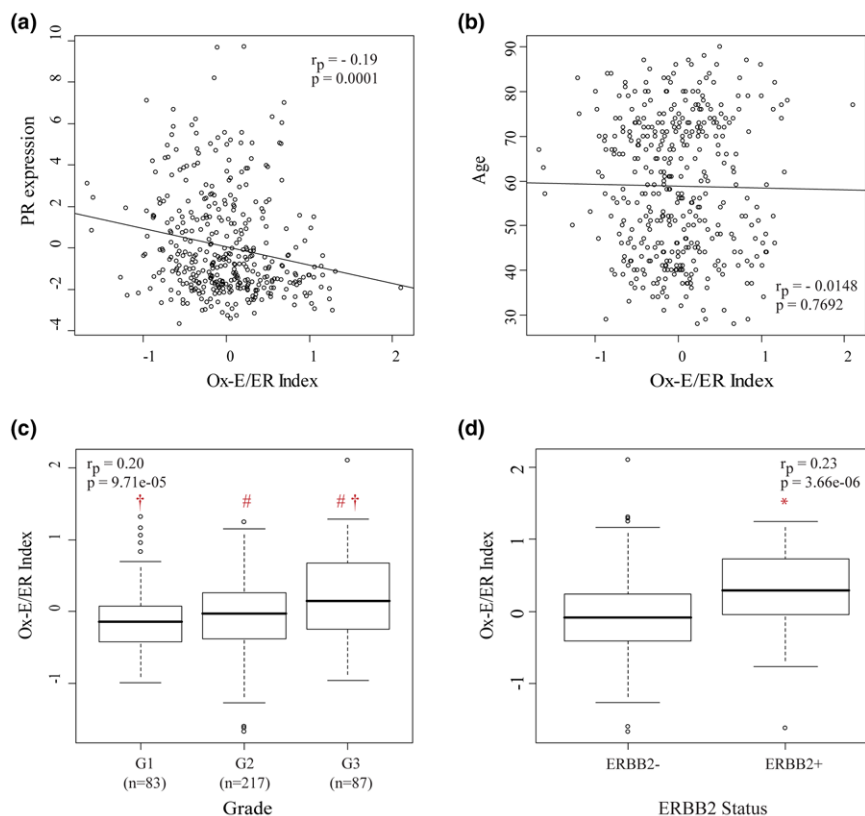 (a)
10
8
6
4
2
0
-2
-4
PR expression
rp = - 0.19
p = 0.0001
-1 0 1 2
Ox-E/ER Index
(b)
90
80
70
60
50
40
30
Age
rp = - 0.0148
p = 0.7692
-1 0 1 2
Ox-E/ER Index
(c)
2
1
0
-1
Ox-E/ER Index
rp = 0.20
p = 9.71e-05
† # # †
G1 G2 G3
(n=83) (n=217) (n=87)
Grade
(d)
2
1
0
-1
Ox-E/ER Index
rp = 0.23
p = 3.66e-06
*
ERBB2- ERBB2+
ERBB2 Status